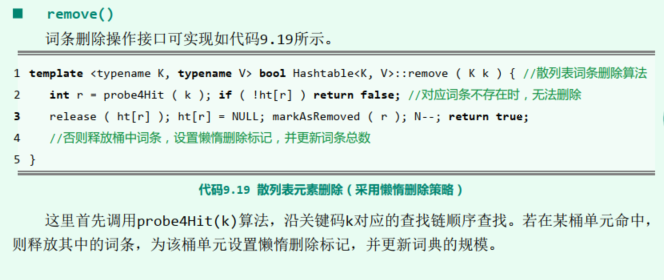 ■ remove()
词条删除操作接口可实现如代码9.19所示。
1 template <typename K, typename V> bool Hashtable<K, V>::remove ( K k ) { //散列表词条删除算法
2 int r = probe4Hit ( k ); if ( !ht[r] ) return false; //对应词条不存在时，无法删除
3 release ( ht[r] ); ht[r] = NULL; markAsRemoved ( r ); N--; return true;
4 //否则释放桶中词条，设置懒惰删除标记，并更新词条总数
5 }
代码9.19 散列表元素删除（采用懒惰删除策略）
这里首先调用probe4Hit(k)算法，沿关键码k对应的查找链顺序查找。若在某桶单元命中，
则释放其中的词条，为该桶单元设置懒惰删除标记，并更新词典的规模。